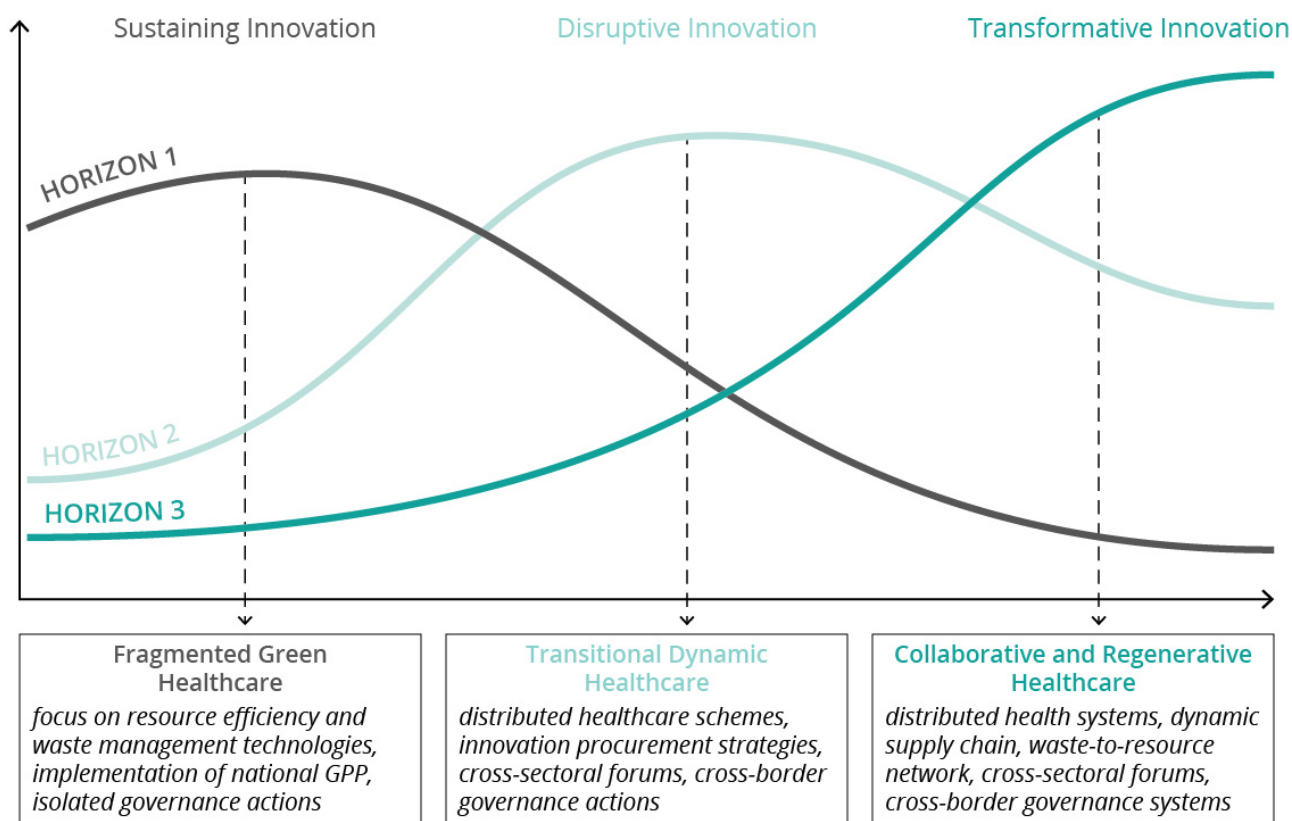 Sustaining Innovation
Disruptive Innovation
Transformative Innovation
HORIZON 1
HORIZON 2
HORIZON 3
Fragmented Green
Healthcare
focus on resource efficiency and
waste management technologies,
implementation of national GPP,
isolated governance actions
Transitional Dynamic
Healthcare
distributed healthcare schemes,
innovation procurement strategies,
cross-sectoral forums, cross-border
governance actions
Collaborative and Regenerative
Healthcare
distributed health systems, dynamic
supply chain, waste-to-resource
network, cross-sectoral forums,
cross-border governance systems